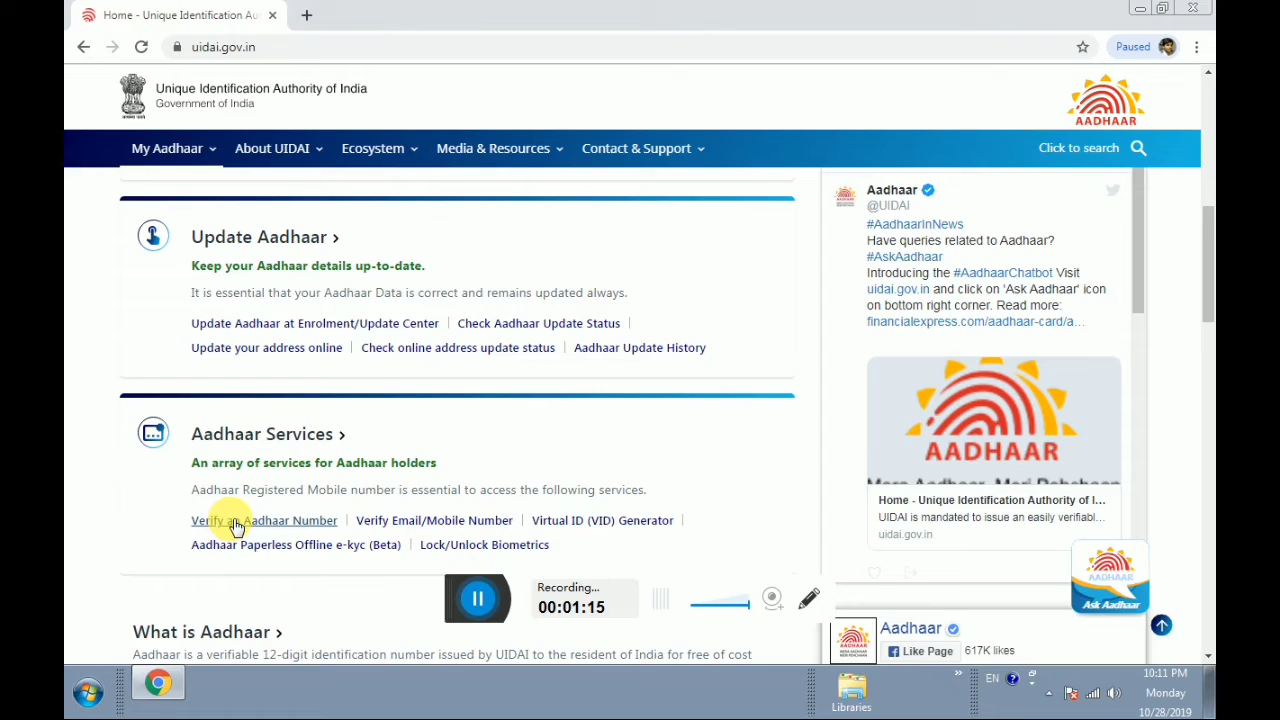 Home - Unique Identification Au
uidai.gov.in
Paused
Unique Identification Authority of India
Government of India
AADHAAR
My Aadhaar
About UIDAI
Ecosystem
Media & Resources
Contact & Support
Click to search
Update Aadhaar
Keep your Aadhaar details up-to-date.
It is essential that your Aadhaar Data is correct and remains updated always.
Update Aadhaar at Enrolment/Update Center
Check Aadhaar Update Status
Update your address online
Check online address update status
Aadhaar Update History
Aadhaar Services
An array of services for Aadhaar holders
Aadhaar Registered Mobile number is essential to access the following services.
Verify an Aadhaar Number
Verify Email/Mobile Number
Virtual ID (VID) Generator
Aadhaar Paperless Offline e-kyc (Beta)
Lock/Unlock Biometrics
What is Aadhaar
Aadhaar is a verifiable 12-digit identification number issued by UIDAI to the resident of India for free of cost
Aadhaar
@UIDAI
#AadhaarInNews
Have queries related to Aadhaar?
#AskAadhaar
Introducing the #AadhaarChatbot Visit
uidai.gov.in and click on 'Ask Aadhaar' icon
on bottom right corner. Read more:
financialexpress.com/aadhaar-card/a…
AADHAAR
Home - Unique Identification Authority of I...
UIDAI is mandated to issue an easily verifiabl...
uidai.gov.in
AADHAAR
Ask Aadhaar
Aadhaar
Like Page
617K likes
Recording...
00:01:15
Libraries
EN
10:11 PM
Monday
10/28/2019